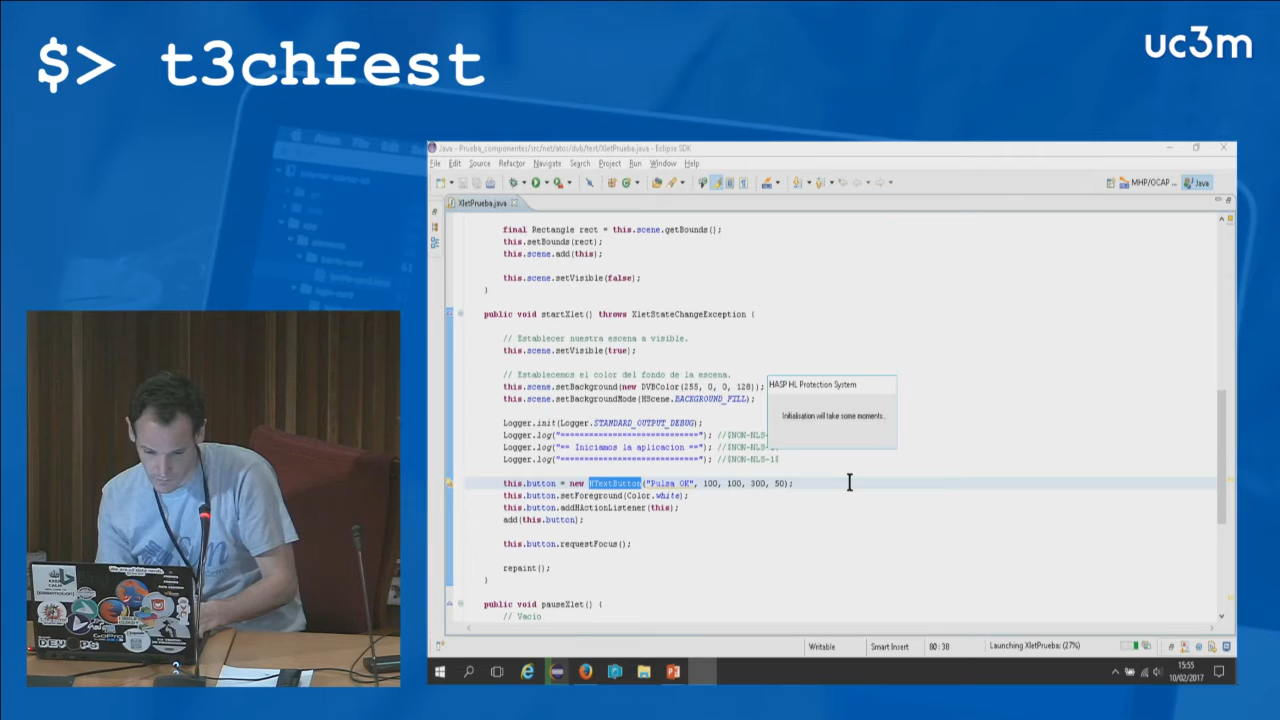 $> t3chfest
uc3m
Java - Prueba_componentes/src/net/atos/dvb/test/XletPrueba.java - Eclipse SDK
File Edit Source Refactor Navigate Search Project Run Window Help
MHP/OCAP ... Java
XletPrueba.java
final Rectangle rect = this.scene.getBounds();
this.setBounds(rect);
this.scene.add(this);
this.scene.setVisible(false);
}
public void startXlet() throws XletStateChangeException {
// Establecer nuestra escena a visible.
this.scene.setVisible(true);
// Establecemos el color del fondo de la escena.
this.scene.setBackground(new DVBColor(255, 0, 0, 128));
this.scene.setBackgroundMode(HScene.BACKGROUND_FILL);
HASP HL Protection System
Initialisation will take some moments..
Logger.init(Logger.STANDARD_OUTPUT_DEBUG);
Logger.log("============================="); //$NON-NLS-
Logger.log("== Iniciamos la aplicacion =="); //$NON-NLS-
Logger.log("============================="); //$NON-NLS-1$
this.button = new HTextButton("Pulsa OK", 100, 100, 300, 50);
this.button.setForeground(Color.white);
this.button.addHActionListener(this);
add(this.button);
this.button.requestFocus();
repaint();
}
public void pauseXlet() {
// Vacio
Writable Smart Insert 80:38 Launching XletPrueba: (27%)
15:55
10/02/2017
KEEP
CALM
GoPro
DEV PS